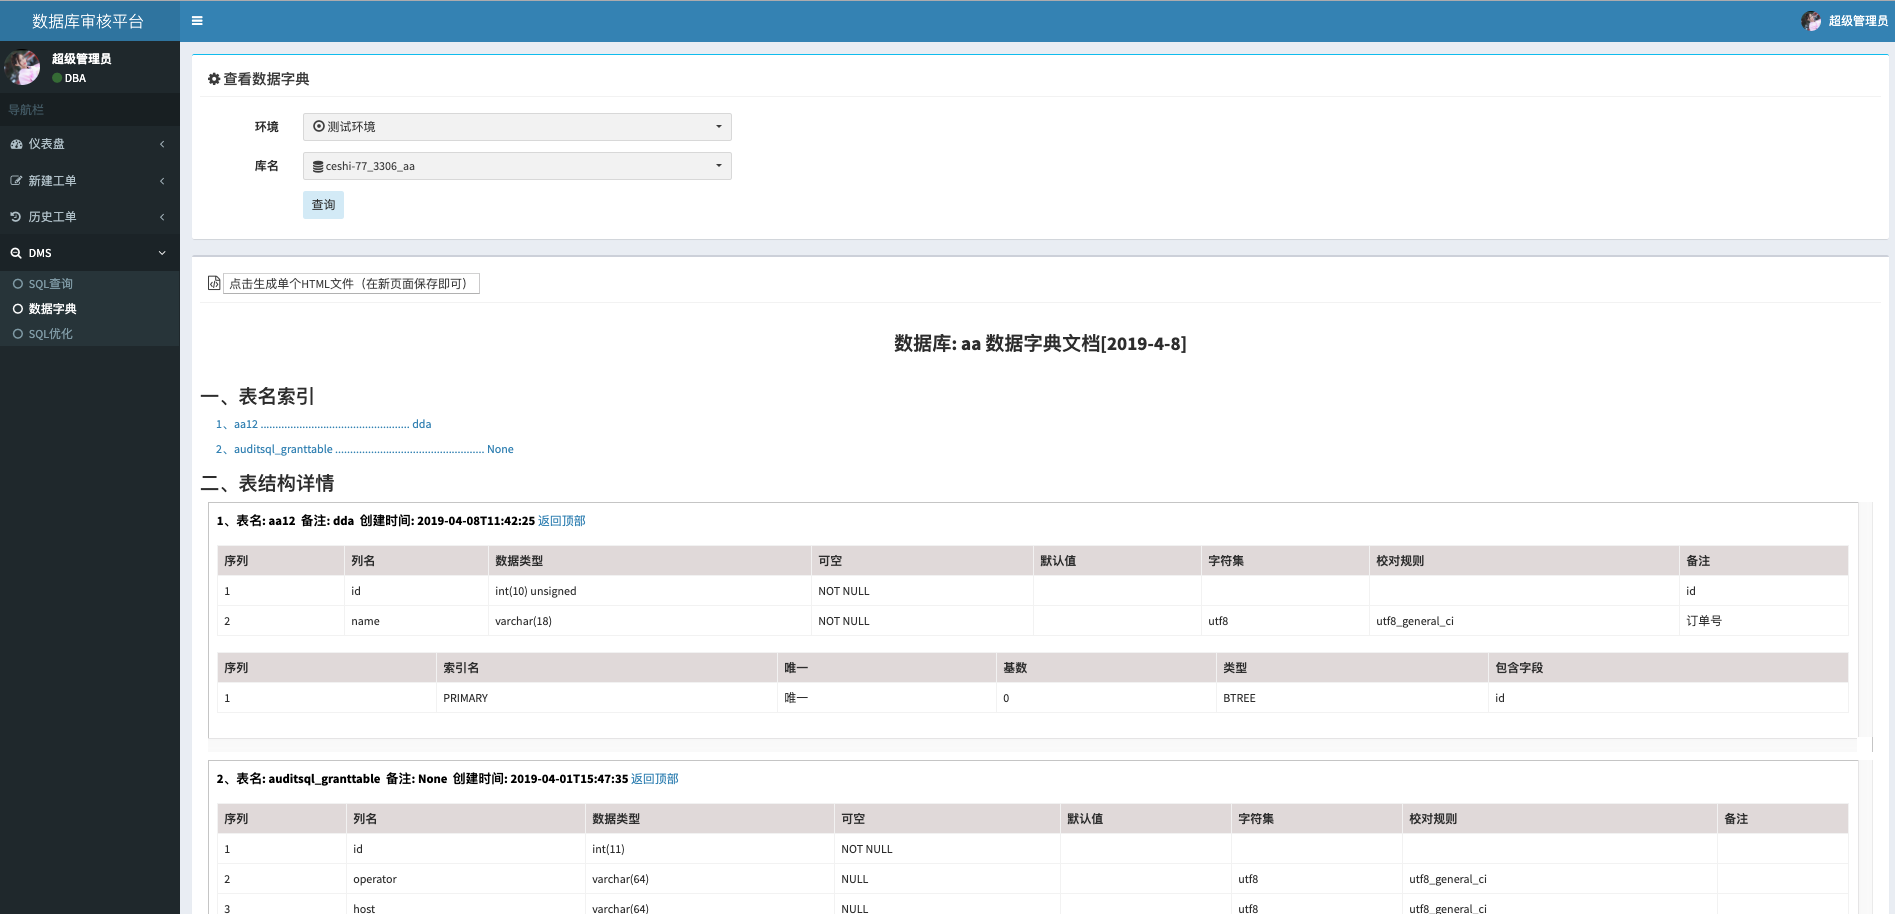 数据库审核平台
超级管理员
超级管理员
DBA
导航栏
仪表盘
新建工单
历史工单
DMS
SQL查询
数据字典
SQL优化
查看数据字典
环境 测试环境
库名 ceshi-77_3306_aa
查询
点击生成单个HTML文件（在新页面保存即可）
数据库: aa 数据字典文档[2019-4-8]
一、表名索引
1、aa12 .................................................. dda
2、auditsql_granttable .................................................. None
二、表结构详情
1、表名: aa12 备注: dda 创建时间: 2019-04-08T11:42:25 返回顶部
序列 列名 数据类型 可空 默认值 字符集 校对规则 备注
1 id int(10) unsigned NOT NULL id
2 name varchar(18) NOT NULL utf8 utf8_general_ci 订单号
序列 索引名 唯一 基数 类型 包含字段
1 PRIMARY 唯一 0 BTREE id
2、表名: auditsql_granttable 备注: None 创建时间: 2019-04-01T15:47:35 返回顶部
序列 列名 数据类型 可空 默认值 字符集 校对规则 备注
1 id int(11) NOT NULL
2 operator varchar(64) NULL utf8 utf8_general_ci
3 host varchar(64) NULL utf8 utf8_general_ci